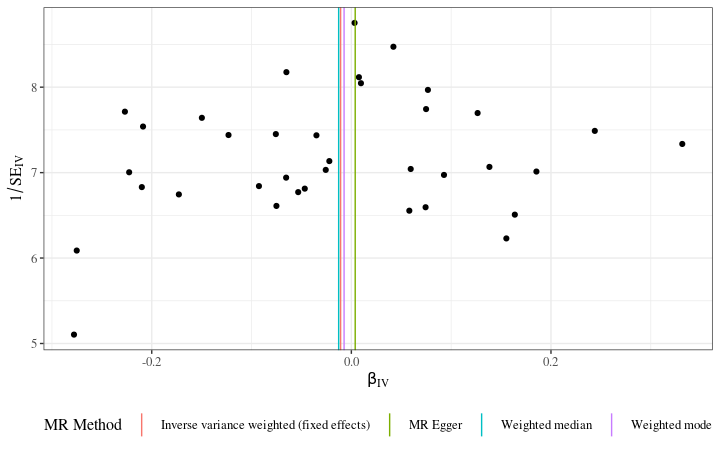 8
7
6
5
1/SE_IV
-0.2
0.0
0.2
β_IV
MR Method
Inverse variance weighted (fixed effects)
MR Egger
Weighted median
Weighted mode